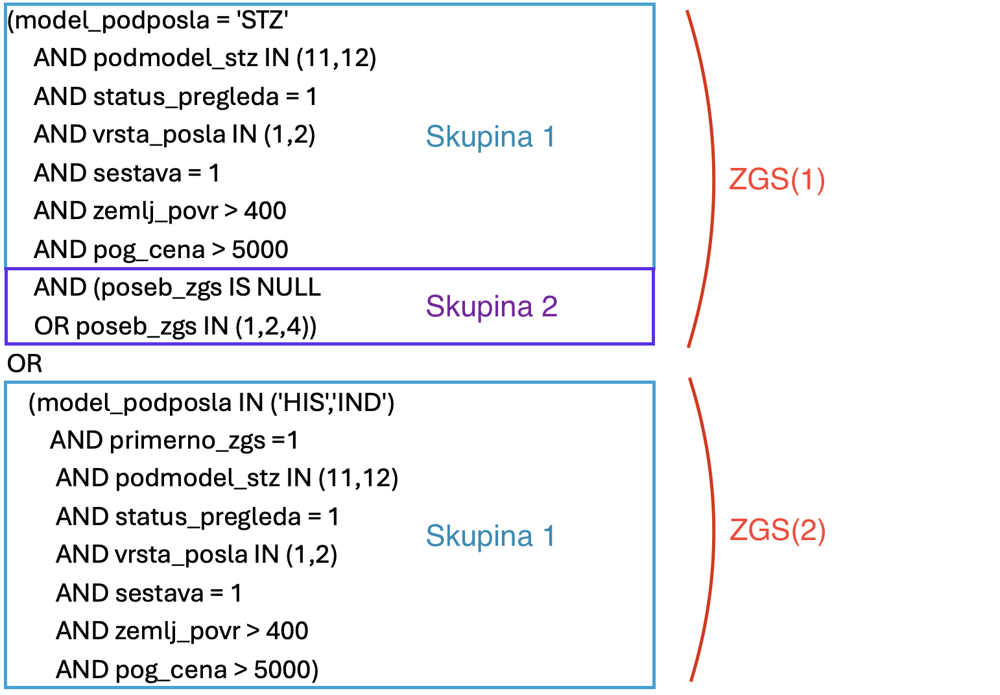 (model_podposla = 'STZ'
AND podmodel_stz IN (11,12)
AND status_pregleda = 1
AND vrsta_posla IN (1,2)
Skupina 1
AND sestava = 1
ZGS(1)
AND zemlj_povr > 400
AND pog_cena > 5000
AND (poseb_zgs IS NULL
Skupina 2
OR poseb_zgs IN (1,2,4))
OR
(model_podposla IN ('HIS','IND')
AND primerno_zgs =1
AND podmodel_stz IN (11,12)
AND status_pregleda = 1
Skupina 1
ZGS(2)
AND vrsta_posla IN (1,2)
AND sestava = 1
AND zemlj_povr > 400
AND pog_cena > 5000)